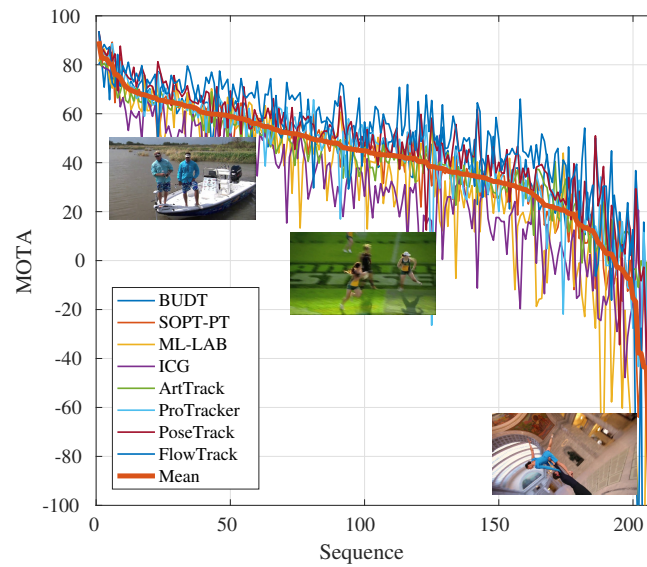 100
80
60
40
20
0
-20
-40
-60
-80
-100
MOTA
BUDT
SOPT-PT
ML-LAB
ICG
ArtTrack
ProTracker
PoseTrack
FlowTrack
Mean
0 50 100 150 200
Sequence